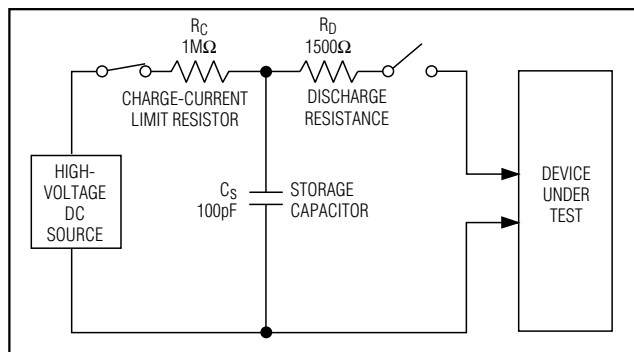 R_C
1MΩ
CHARGE-CURRENT
LIMIT RESISTOR
R_D
1500Ω
DISCHARGE
RESISTANCE
HIGH-
VOLTAGE
DC
SOURCE
C_S
100pF
STORAGE
CAPACITOR
DEVICE
UNDER
TEST